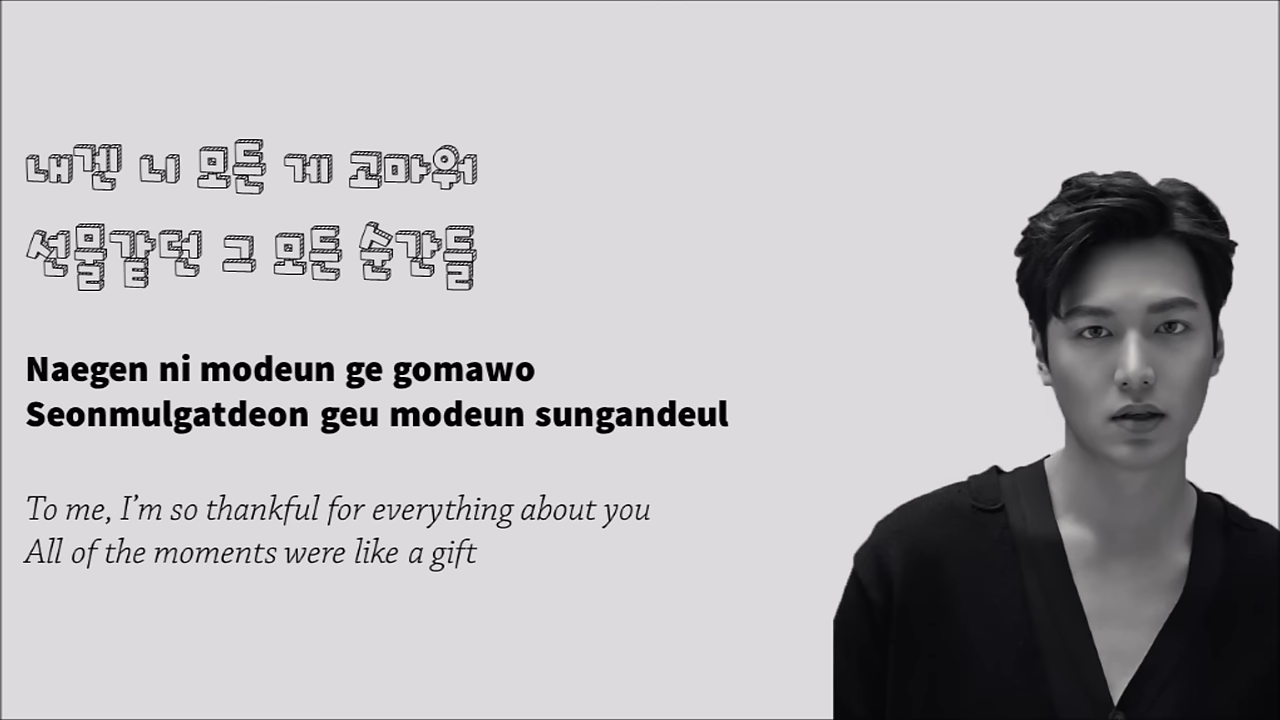 내겐 니 모든 게 고마워
선물같던 그 모든 순간들
Naegen ni modeun ge gomawo
Seonmulgatdeon geu modeun sungandeul
To me, I’m so thankful for everything about you
All of the moments were like a gift